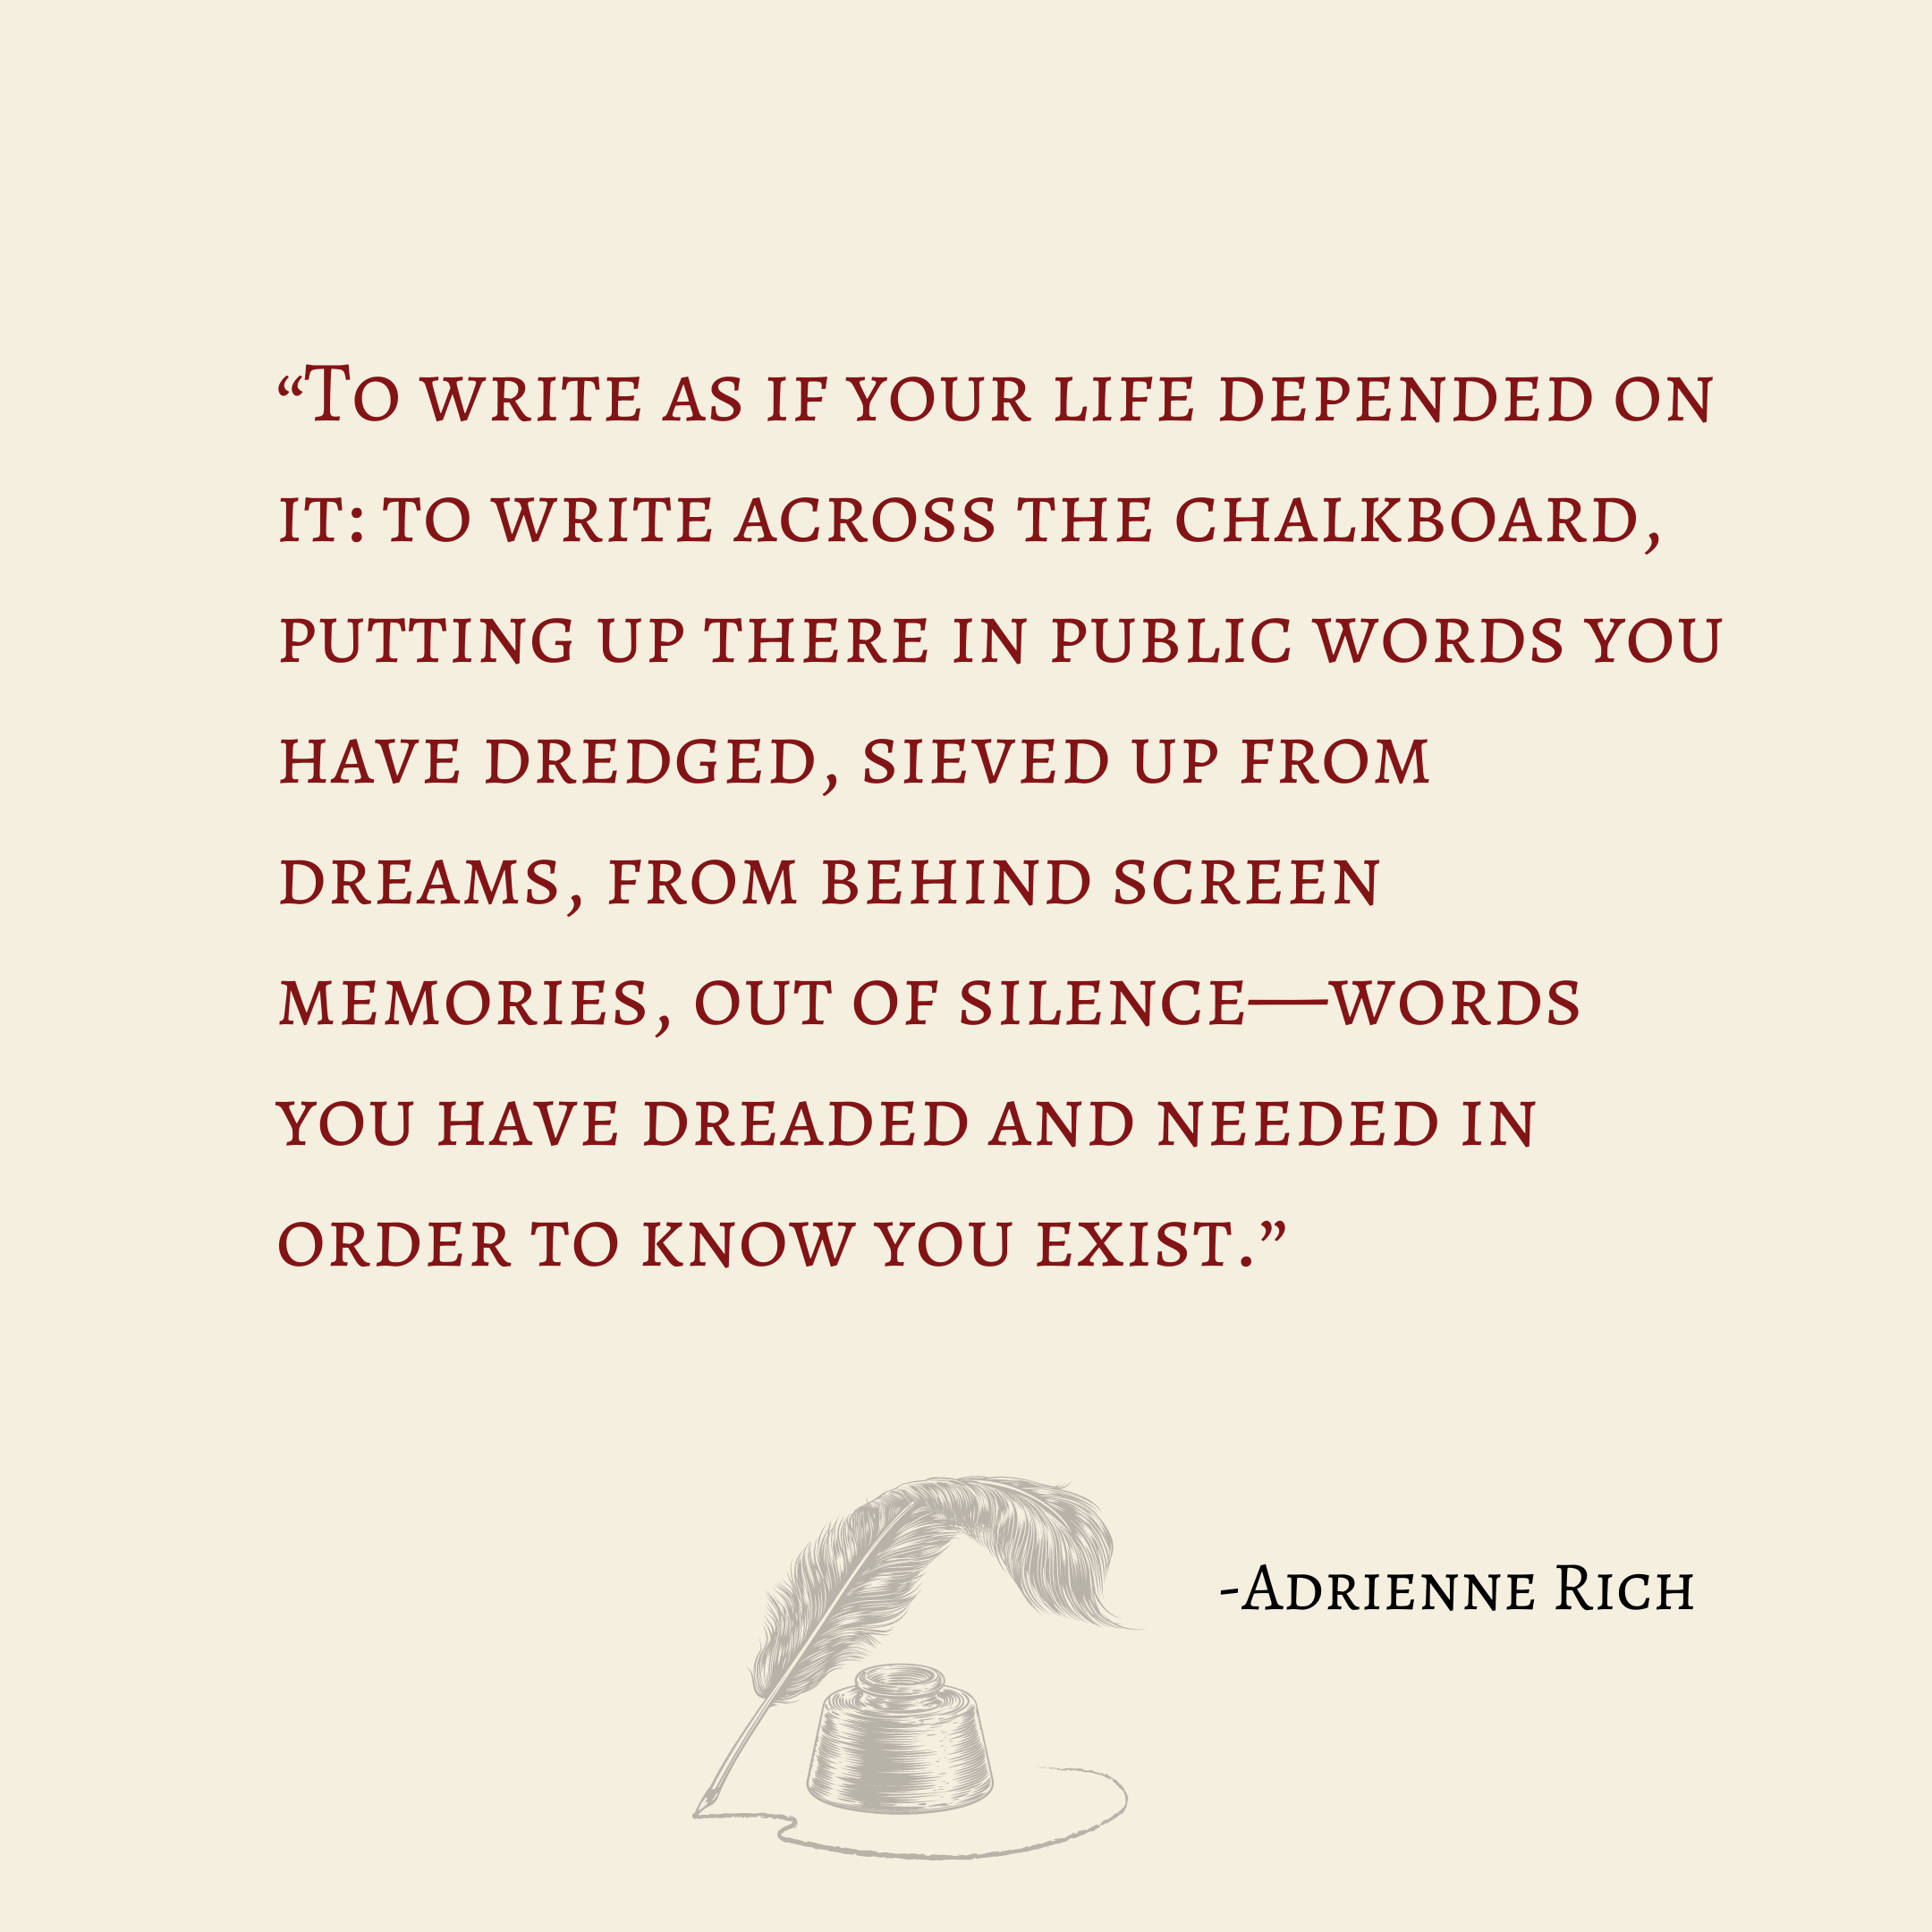 “To write as if your life depended on
it: to write across the chalkboard,
putting up there in public words you
have dredged, sieved up from
dreams, from behind screen
memories, out of silence—words
you have dreaded and needed in
order to know you exist.”
-Adrienne Rich